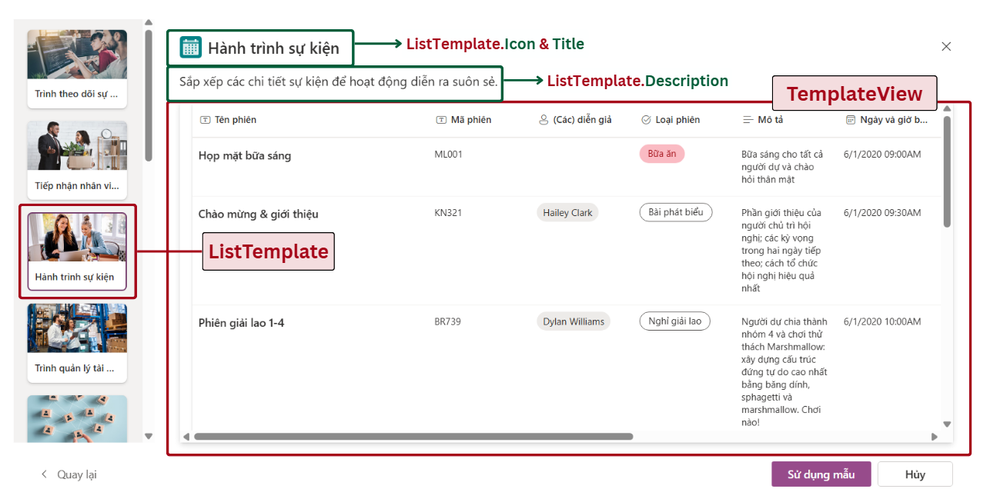 Trình theo dõi sự ...
Tiếp nhận nhân vi...
Hành trình sự kiện
Trình quản lý tài ...
Hành trình sự kiện
ListTemplate.Icon & Title
Sắp xếp các chi tiết sự kiện để hoạt động diễn ra suôn sẻ.
ListTemplate.Description
TemplateView
ListTemplate
Tên phiên
Mã phiên
(Các) diễn giả
Loại phiên
Mô tả
Ngày và giờ b...
Họp mặt bữa sáng
ML001
Bữa ăn
Bữa sáng cho tất cả
người dự và chào
hỏi thân mật
6/1/2020 09:00AM
Chào mừng & giới thiệu
KN321
Hailey Clark
Bài phát biểu
Phần giới thiệu của
người chủ trì hội
nghị; các kỳ vọng
trong hai ngày tiếp
theo; cách tổ chức
hội nghị hiệu quả
nhất
6/1/2020 09:30AM
Phiên giải lao 1-4
BR739
Dylan Williams
Nghỉ giải lao
Người dự chia thành
nhóm 4 và chơi thử
thách Marshmallow:
xây dựng cấu trúc
đứng tự do cao nhất
bằng băng dính,
sphagetti và
marshmallow. Chơi
nào!
6/1/2020 10:00AM
Quay lại
Sử dụng mẫu
Hủy